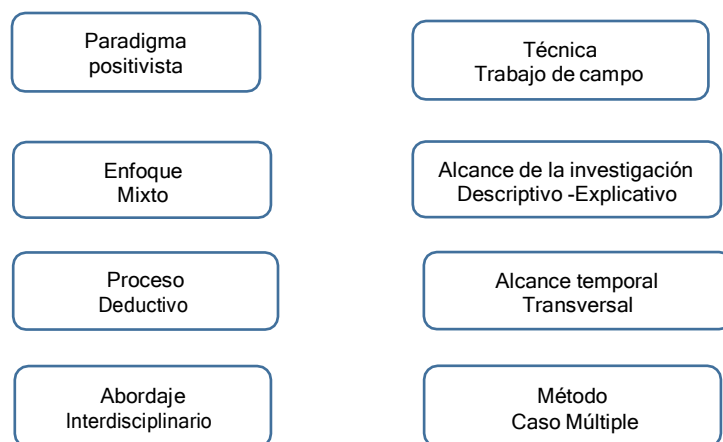 Paradigma
positivista
Técnica
Trabajo de campo
Enfoque
Mixto
Alcance de la investigación
Descriptivo -Explicativo
Proceso
Deductivo
Alcance temporal
Transversal
Abordaje
Interdisciplinario
Método
Caso Múltiple